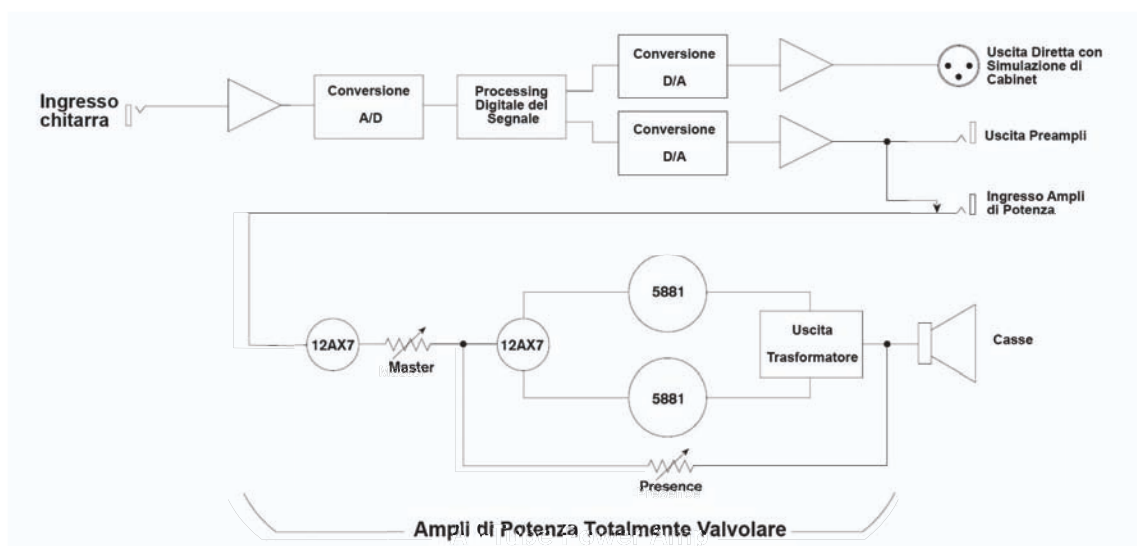 Ingresso
chitarra
Conversione
A/D
Processing
Digitale del
Segnale
Conversione
D/A
Conversione
D/A
Uscita Diretta con
Simulazione di
Cabinet
Uscita Preampli
Ingresso Ampli
di Potenza
12AX7
Master
12AX7
5881
5881
Uscita
Trasformatore
Casse
Presence
Ampli di Potenza Totalmente Valvolare